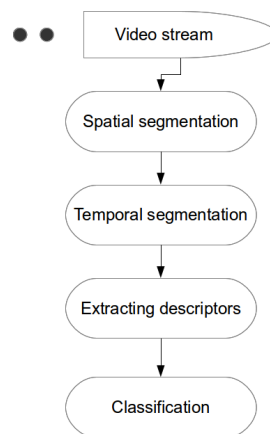 Video stream
Spatial segmentation
Temporal segmentation
Extracting descriptors
Classification